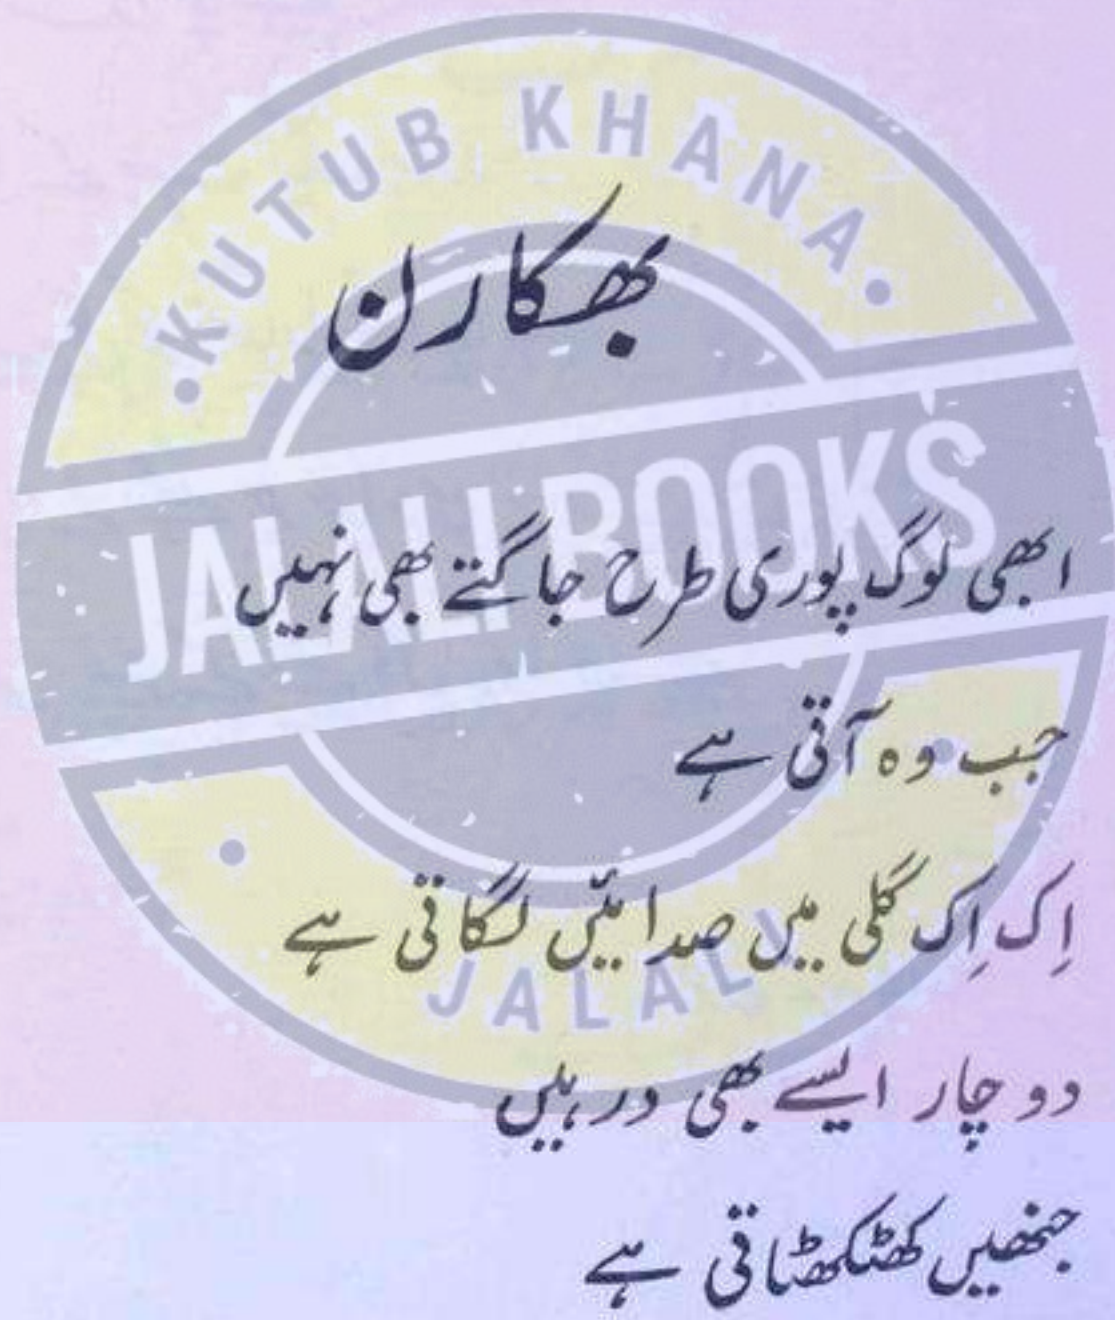 KUTUB KHANA
بھکارن
JALALI BOOKS
ابھی لوگ پوری طرح جاگتے بھی نہیں
جب وہ آتی ہے
اِک اِک گلی میں صدائیں لگاتی ہے
JALALI
دو چار ایسے بھی در ہیں
جنھیں کھٹکھٹاتی ہے